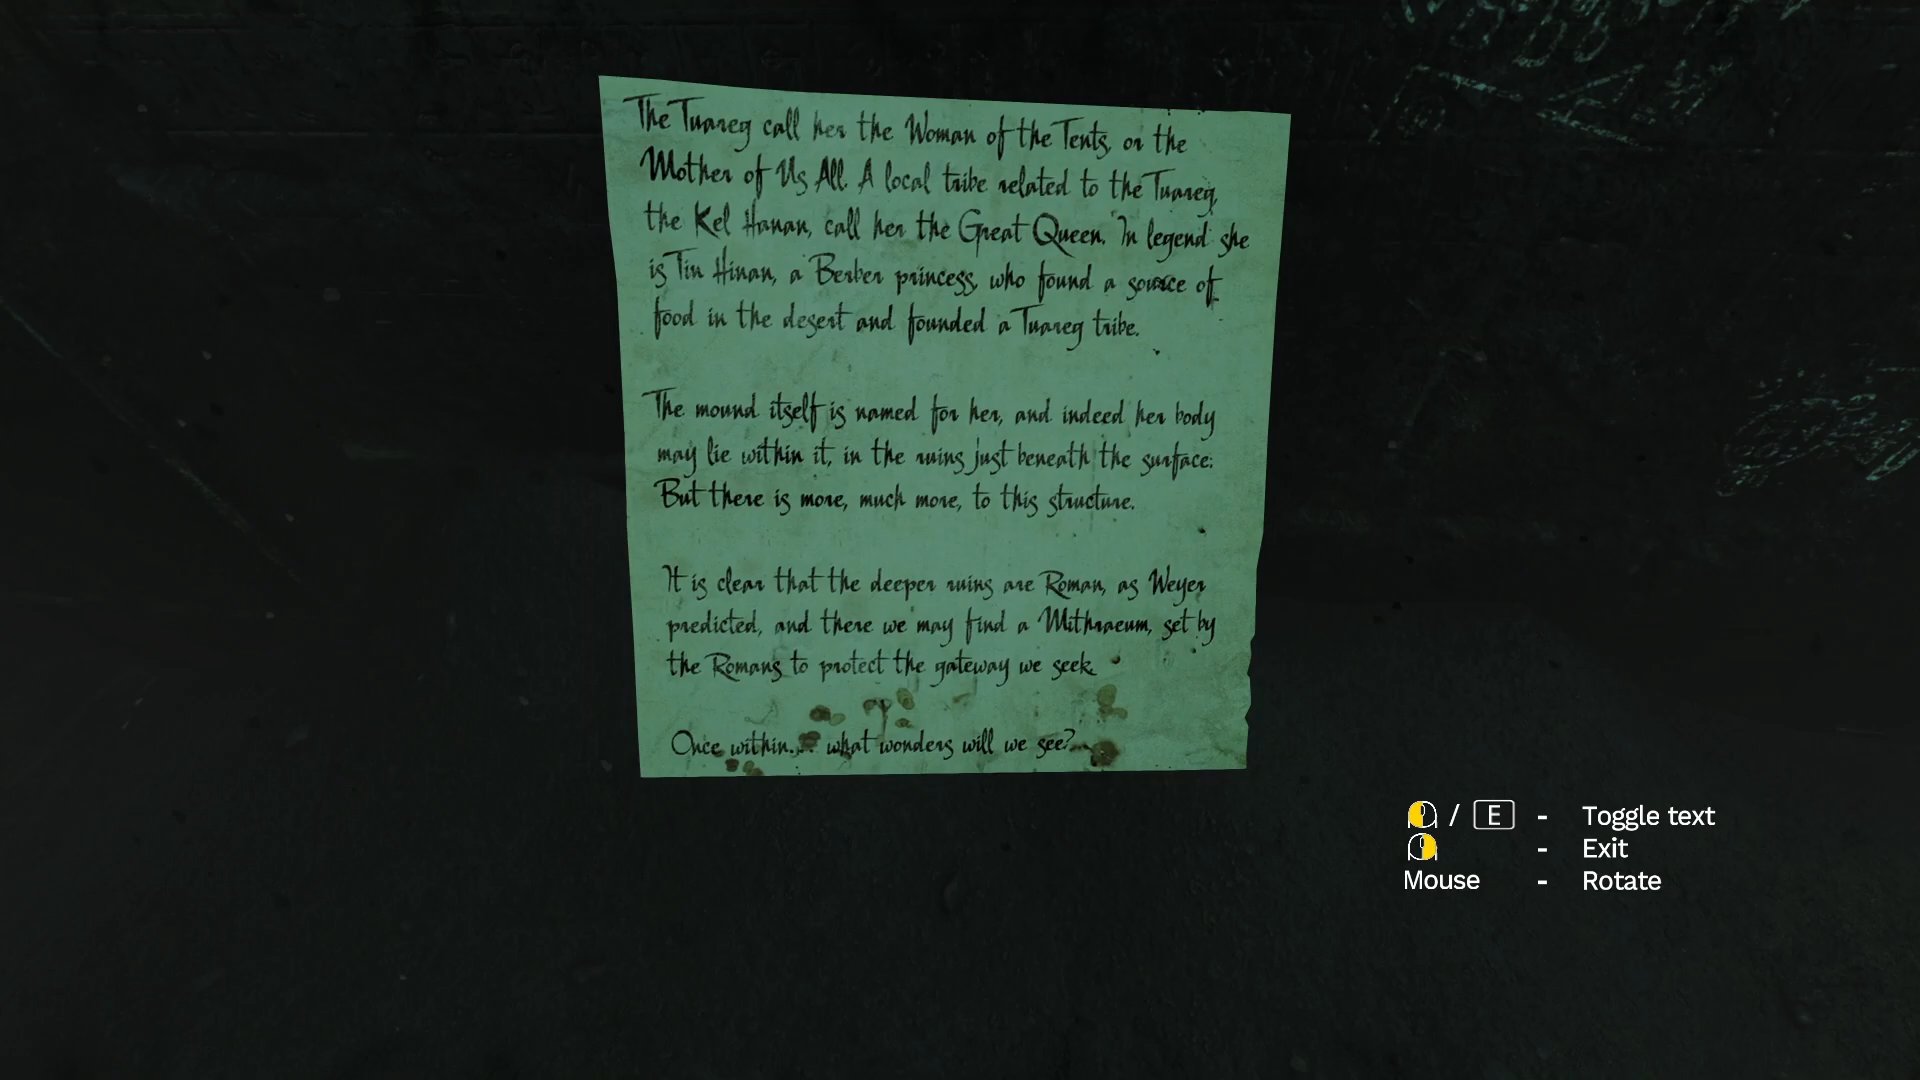 The Tuareg call her the Woman of the Tents, or the
Mother of Us All. A local tribe related to the Tuareg,
the Kel Hanan, call her the Great Queen. In legend she
is Tin Hinan, a Berber princess, who found a source of
food in the desert and founded a Tuareg tribe.
The mound itself is named for her, and indeed her body
may lie within it, in the ruins just beneath the surface.
But there is more, much more, to this structure.
It is clear that the deeper ruins are Roman, as Weyer
predicted, and there we may find a Mithraeum, set by
the Romans to protect the gateway we seek.
Once within.... what wonders will we see?
/ E - Toggle text
- Exit
Mouse - Rotate